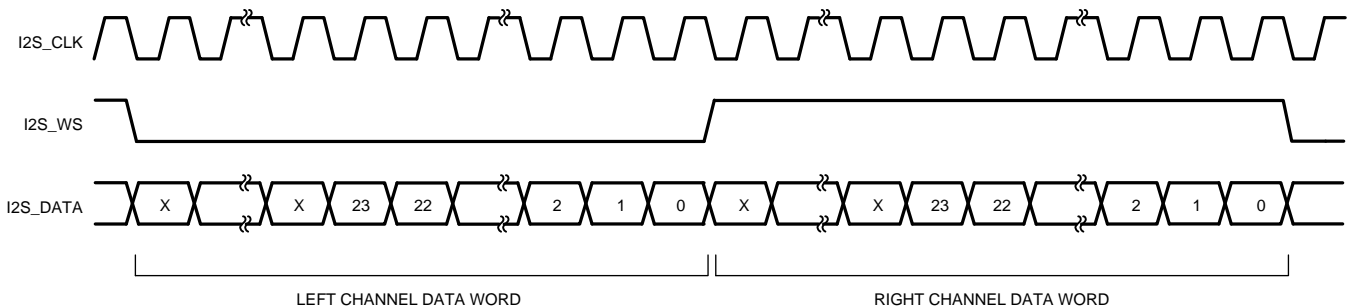 I2S_CLK
I2S_WS
I2S_DATA X X 23 22 2 1 0 X X 23 22 2 1 0
LEFT CHANNEL DATA WORD RIGHT CHANNEL DATA WORD